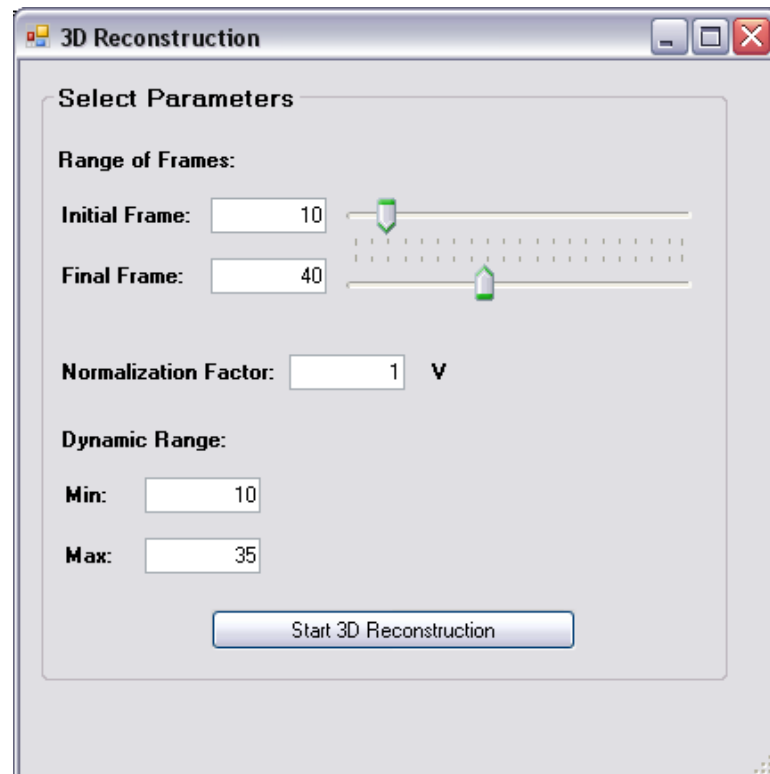 3D Reconstruction
Select Parameters
Range of Frames:
Initial Frame: 10
Final Frame: 40
Normalization Factor: 1 V
Dynamic Range:
Min: 10
Max: 35
Start 3D Reconstruction